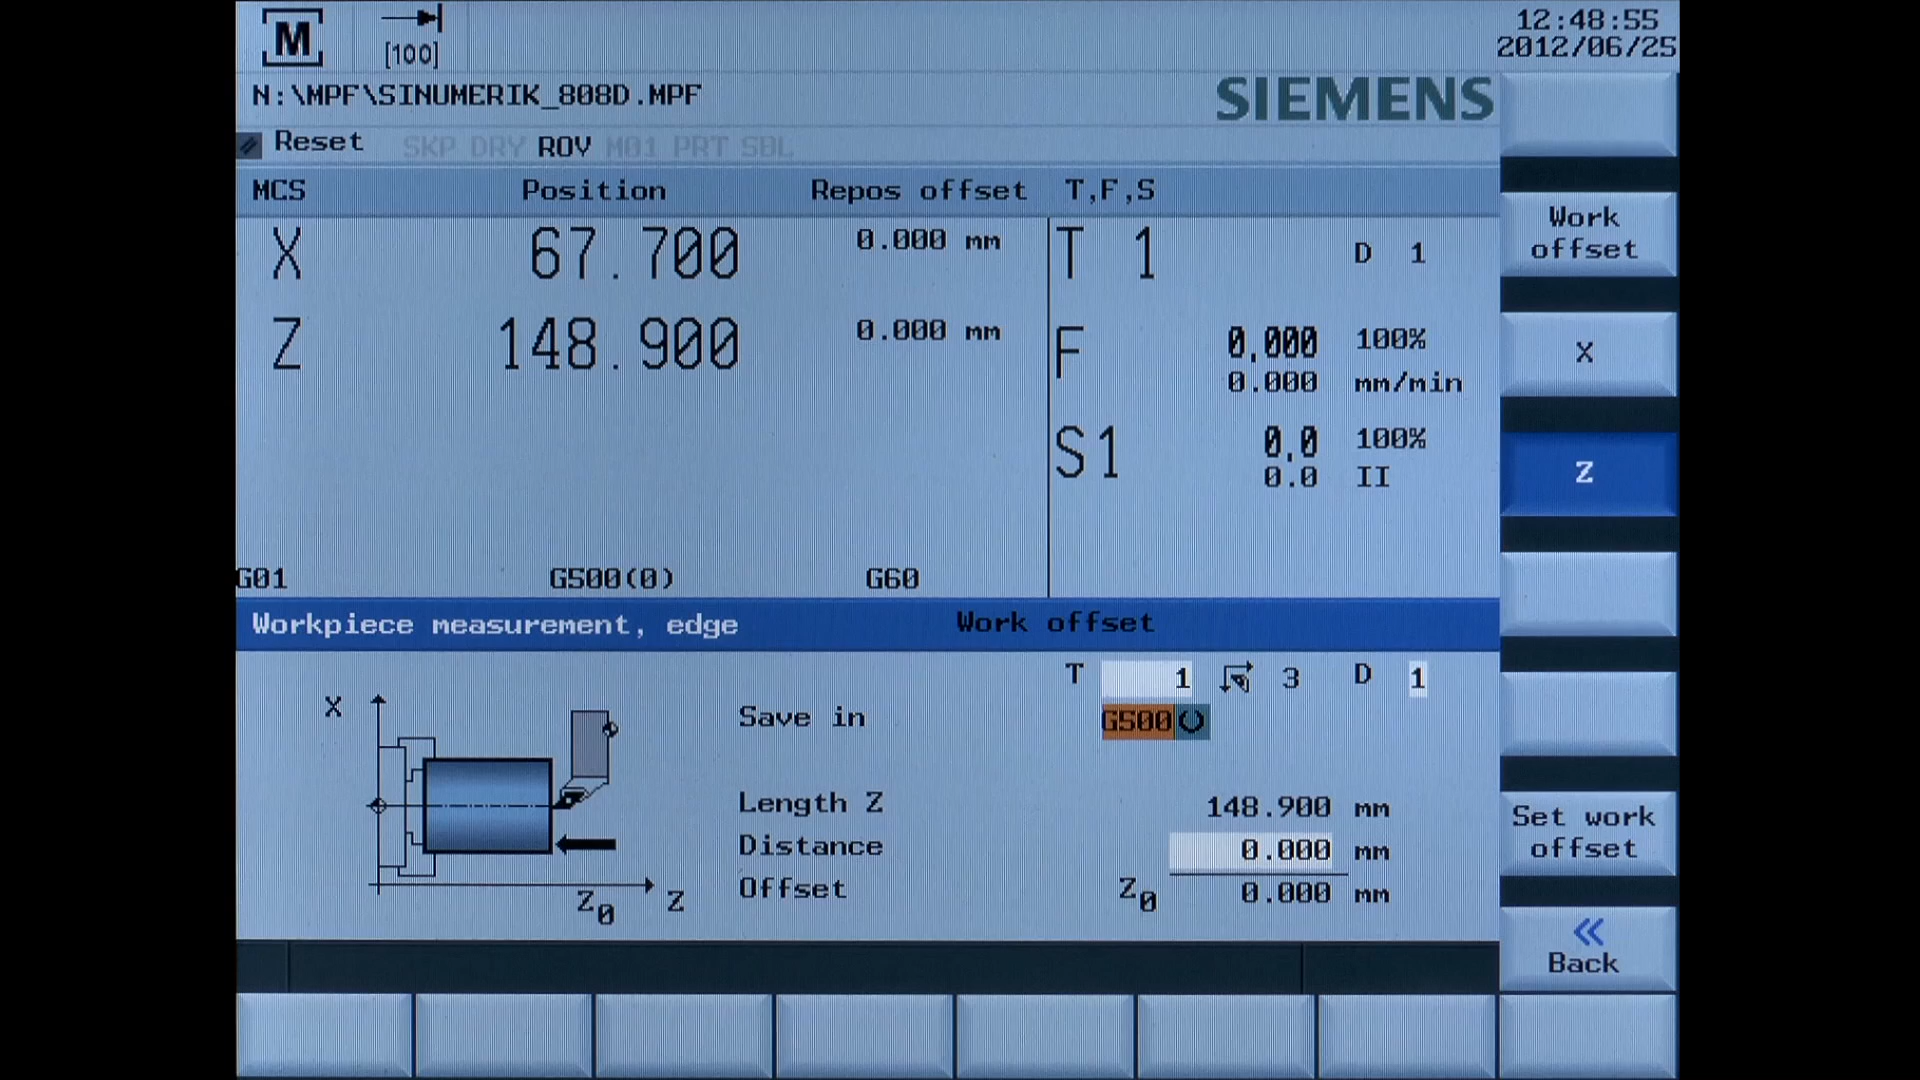 M
[100]
12:48:55
2012/06/25
N:\MPF\SINUMERIK_808D.MPF
SIEMENS
Reset SKP DRY ROV M01 PRT SBL
MCS Position Repos offset T,F,S
X 67.700 0.000 mm T 1 D 1
Z 148.900 0.000 mm F 0.000 100%
0.000 mm/min
S1 0.0 100%
0.0 II
G01 G500(0) G60
Workpiece measurement, edge Work offset
T 1 3 D 1
Save in G500
Length Z 148.900 mm
Distance 0.000 mm
Offset Z0 0.000 mm
X
Z0 Z
Work
offset
X
Z
Set work
offset
«
Back